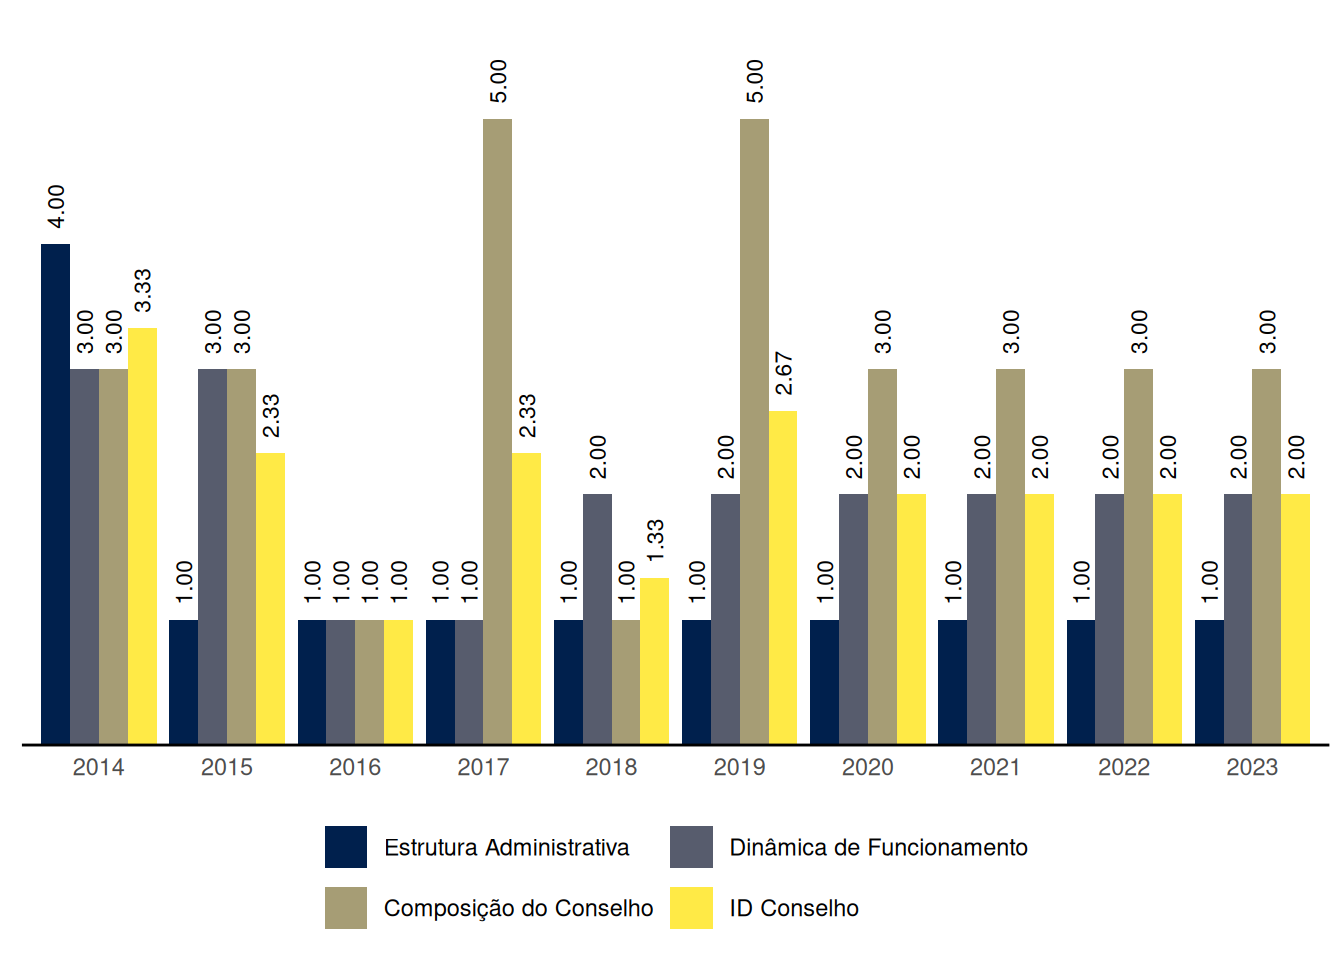 4.00 3.00 3.00 3.33 1.00 3.00 3.00 2.33 1.00 1.00 1.00 1.00 1.00 1.00 5.00 2.33 1.00 2.00 1.00 1.33 1.00 2.00 5.00 2.67 1.00 2.00 3.00 2.00 1.00 2.00 3.00 2.00 1.00 2.00 3.00 2.00 1.00 2.00 3.00 2.00
2014 2015 2016 2017 2018 2019 2020 2021 2022 2023
Estrutura Administrativa Dinâmica de Funcionamento
Composição do Conselho ID Conselho